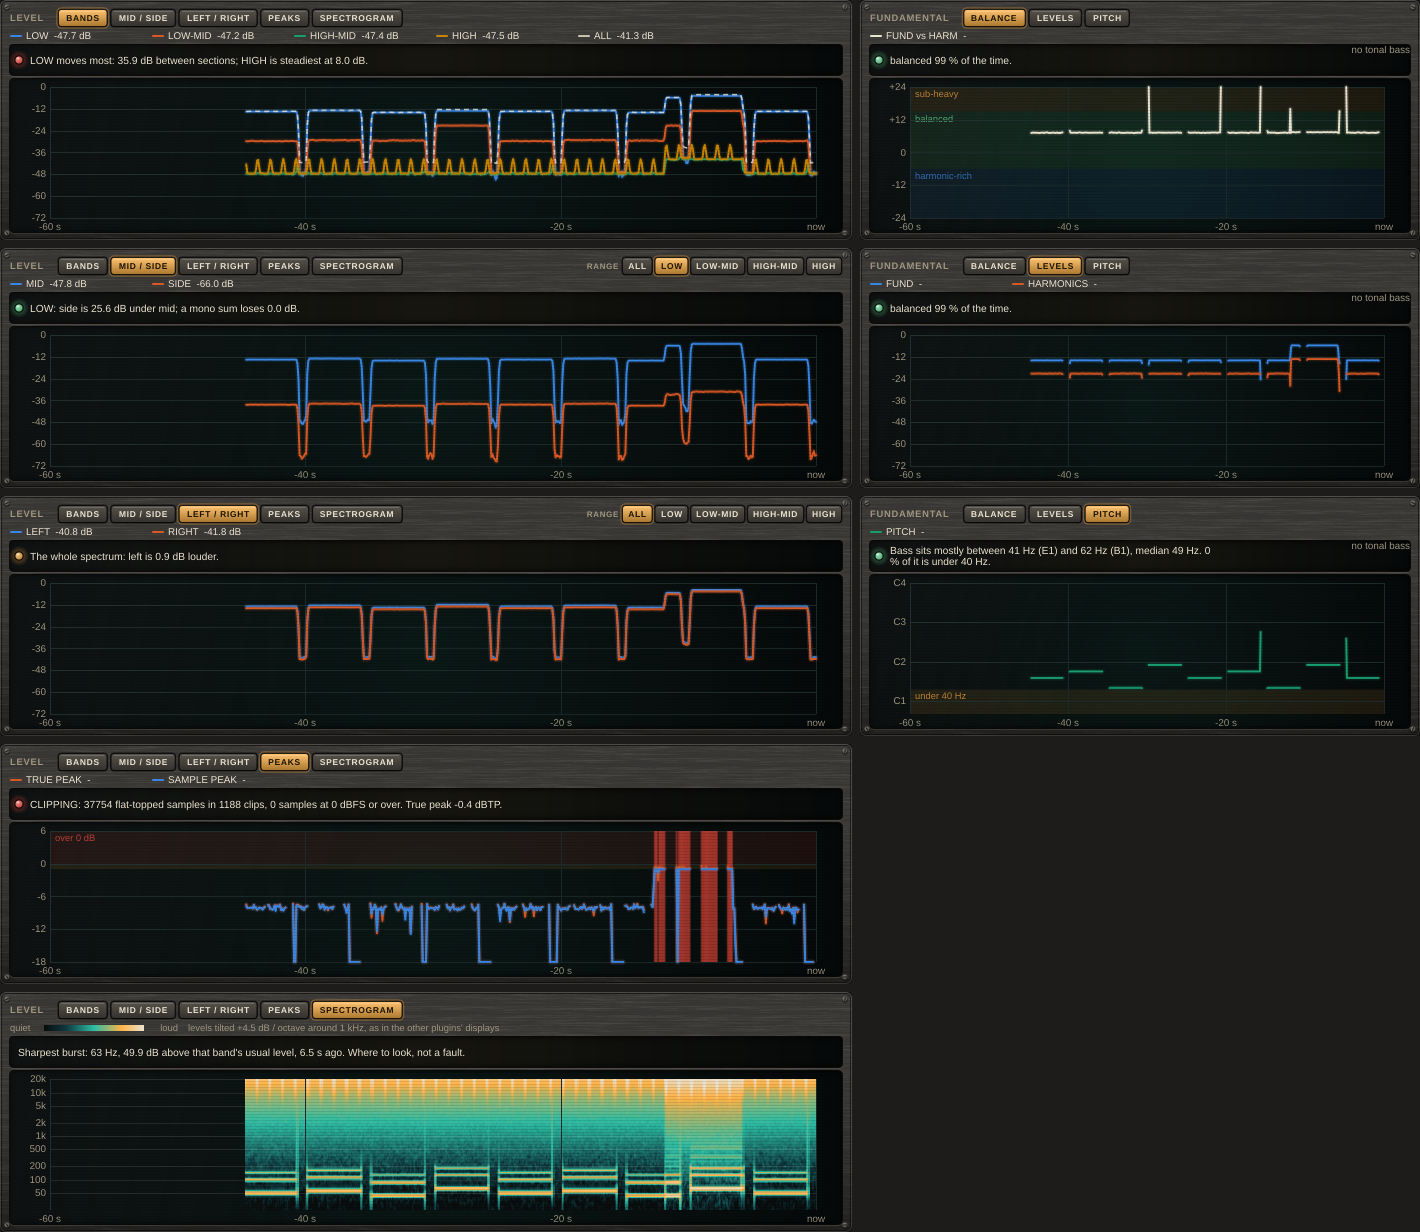 LEVEL BANDS MID / SIDE LEFT / RIGHT PEAKS SPECTROGRAM
LOW -47.7 dB LOW-MID -47.2 dB HIGH-MID -47.4 dB HIGH -47.5 dB ALL -41.3 dB
LOW moves most: 35.9 dB between sections; HIGH is steadiest at 8.0 dB.
0
-12
-24
-36
-48
-60
-72
-60 s -40 s -20 s now
FUNDAMENTAL BALANCE LEVELS PITCH
FUND vs HARM -
no tonal bass
balanced 99 % of the time.
+24
sub-heavy
+12
balanced
0
harmonic-rich
-12
-24
-60 s -40 s -20 s now
LEVEL BANDS MID / SIDE LEFT / RIGHT PEAKS SPECTROGRAM RANGE ALL LOW LOW-MID HIGH-MID HIGH
MID -47.8 dB SIDE -66.0 dB
LOW: side is 25.6 dB under mid; a mono sum loses 0.0 dB.
0
-12
-24
-36
-48
-60
-72
-60 s -40 s -20 s now
FUNDAMENTAL BALANCE LEVELS PITCH
FUND - HARMONICS -
no tonal bass
balanced 99 % of the time.
0
-12
-24
-36
-48
-60
-72
-60 s -40 s -20 s now
LEVEL BANDS MID / SIDE LEFT / RIGHT PEAKS SPECTROGRAM RANGE ALL LOW LOW-MID HIGH-MID HIGH
LEFT -40.8 dB RIGHT -41.8 dB
The whole spectrum: left is 0.9 dB louder.
0
-12
-24
-36
-48
-60
-72
-60 s -40 s -20 s now
FUNDAMENTAL BALANCE LEVELS PITCH
PITCH -
no tonal bass
Bass sits mostly between 41 Hz (E1) and 62 Hz (B1), median 49 Hz. 0
% of it is under 40 Hz.
C4
C3
C2
under 40 Hz
C1
-60 s -40 s -20 s now
LEVEL BANDS MID / SIDE LEFT / RIGHT PEAKS SPECTROGRAM
TRUE PEAK - SAMPLE PEAK -
CLIPPING: 37754 flat-topped samples in 1188 clips, 0 samples at 0 dBFS or over. True peak -0.4 dBTP.
6
over 0 dB
0
-6
-12
-18
-60 s -40 s -20 s now
LEVEL BANDS MID / SIDE LEFT / RIGHT PEAKS SPECTROGRAM
quiet loud levels tilted +4.5 dB / octave around 1 kHz, as in the other plugins' displays
Sharpest burst: 63 Hz, 49.9 dB above that band's usual level, 6.5 s ago. Where to look, not a fault.
20k
10k
5k
2k
1k
500
200
100
50
-60 s -40 s -20 s now